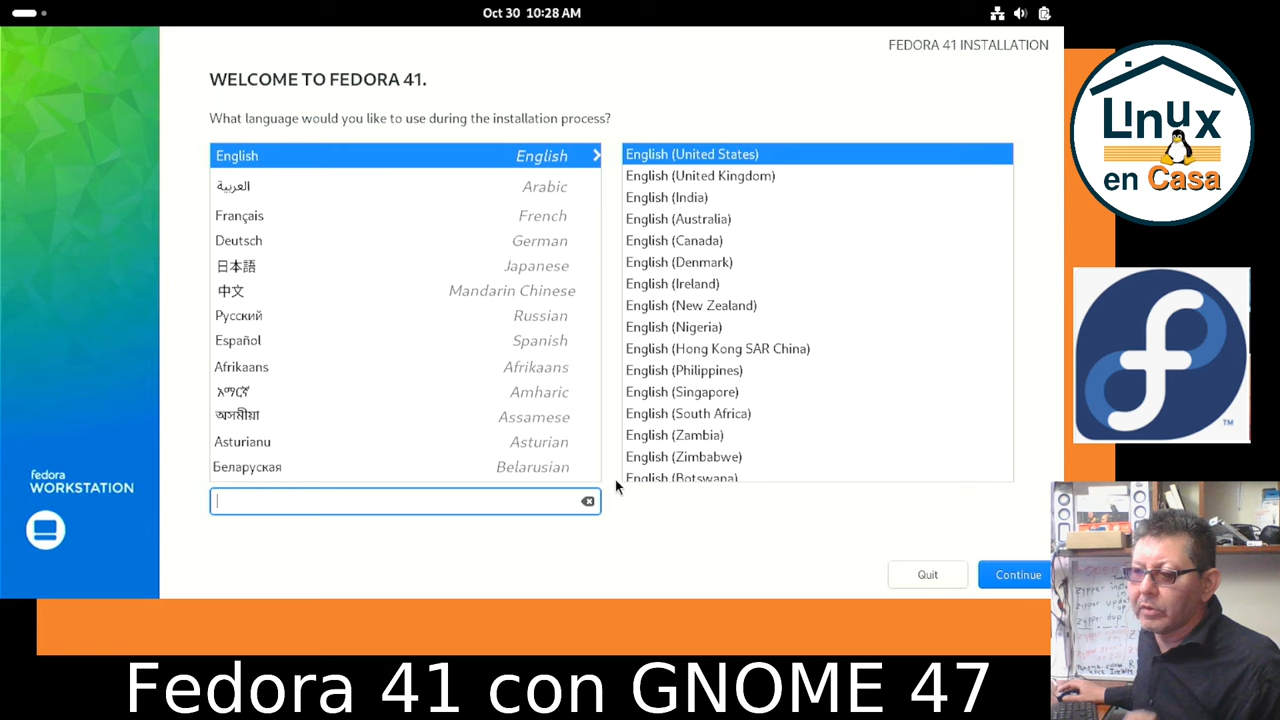 Oct 30 10:28 AM
FEDORA 41 INSTALLATION
WELCOME TO FEDORA 41.
What language would you like to use during the installation process?
English English
العربية Arabic
Français French
Deutsch German
日本語 Japanese
中文 Mandarin Chinese
Русский Russian
Español Spanish
Afrikaans Afrikaans
አማርኛ Amharic
অসমীয়া Assamese
Asturianu Asturian
Беларуская Belarusian
English (United States)
English (United Kingdom)
English (India)
English (Australia)
English (Canada)
English (Denmark)
English (Ireland)
English (New Zealand)
English (Nigeria)
English (Hong Kong SAR China)
English (Philippines)
English (Singapore)
English (South Africa)
English (Zambia)
English (Zimbabwe)
English (Botswana)
fedora
WORKSTATION
Quit
Continue
Linux
en Casa
TM
zypper
zypper
zypper dup
Fedora 41 con GNOME 47